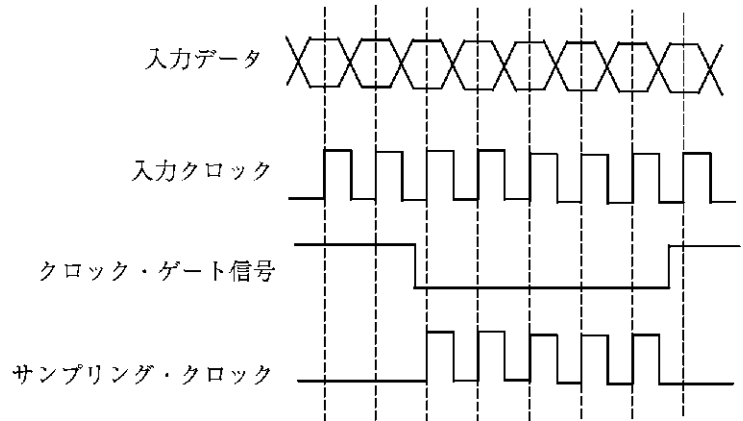 入力データ
入力クロック
クロック・ゲート信号
サンプリング・クロック